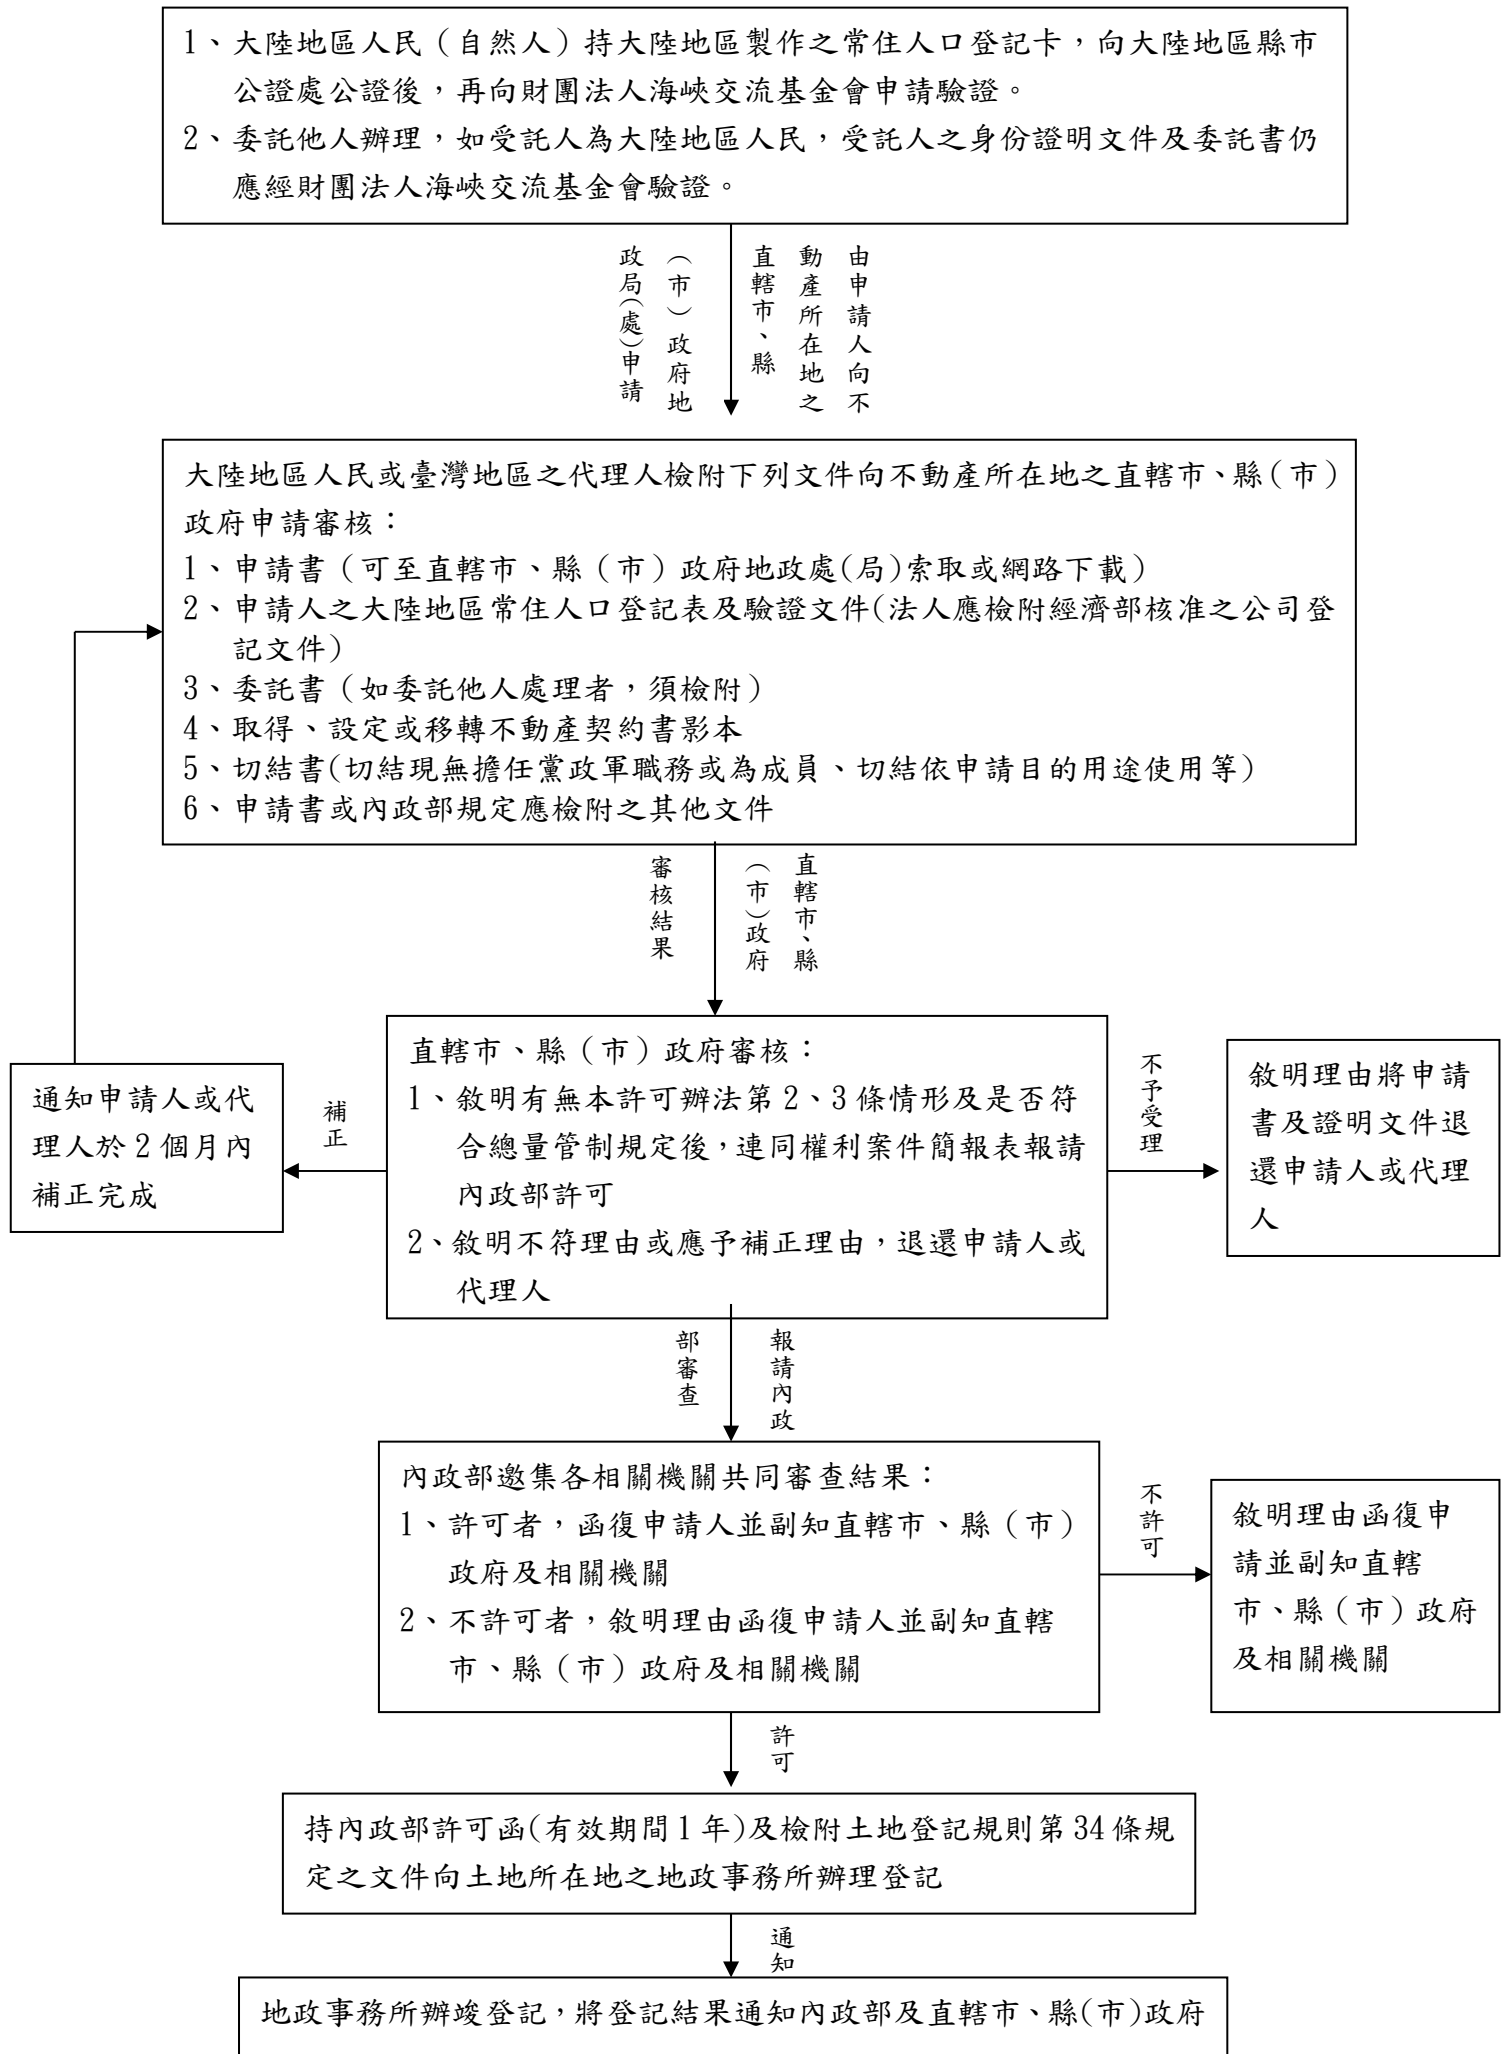 1、大陸地區人民（自然人）持大陸地區製作之常住人口登記卡，向大陸地區縣市
公證處公證後，再向財團法人海峽交流基金會申請驗證。
2、委託他人辦理，如受託人為大陸地區人民，受託人之身份證明文件及委託書仍
應經財團法人海峽交流基金會驗證。
由申請人向不
動產所在地之
直轄市、縣
（市）政府地
政局(處)申請
大陸地區人民或臺灣地區之代理人檢附下列文件向不動產所在地之直轄市、縣（市）
政府申請審核：
1、申請書（可至直轄市、縣（市）政府地政處(局)索取或網路下載）
2、申請人之大陸地區常住人口登記表及驗證文件(法人應檢附經濟部核准之公司登
記文件)
3、委託書（如委託他人處理者，須檢附）
4、取得、設定或移轉不動產契約書影本
5、切結書(切結現無擔任黨政軍職務或為成員、切結依申請目的用途使用等)
6、申請書或內政部規定應檢附之其他文件
直轄市、縣
（市）政府
審核結果
直轄市、縣（市）政府審核：
1、敘明有無本許可辦法第2、3條情形及是否符
合總量管制規定後，連同權利案件簡報表報請
內政部許可
2、敘明不符理由或應予補正理由，退還申請人或
代理人
補正
通知申請人或代
理人於2個月內
補正完成
不予受理
敘明理由將申請
書及證明文件退
還申請人或代理
人
報請內政
部審查
內政部邀集各相關機關共同審查結果：
1、許可者，函復申請人並副知直轄市、縣（市）
政府及相關機關
2、不許可者，敘明理由函復申請人並副知直轄
市、縣（市）政府及相關機關
不許可
敘明理由函復申
請並副知直轄
市、縣（市）政府
及相關機關
許可
持內政部許可函(有效期間1年)及檢附土地登記規則第34條規
定之文件向土地所在地之地政事務所辦理登記
通知
地政事務所辦竣登記，將登記結果通知內政部及直轄市、縣(市)政府